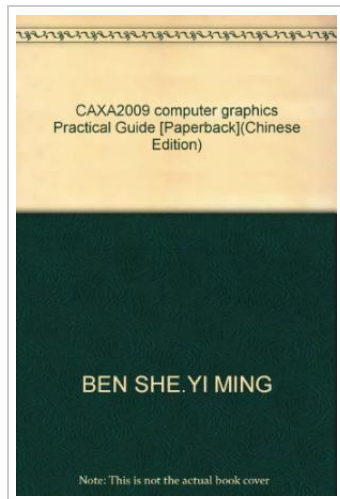 CAXA2009 computer graphics
Practical Guide [Paperback](Chinese
Edition)
BEN SHE.YI MING
Note: This is not the actual book cover